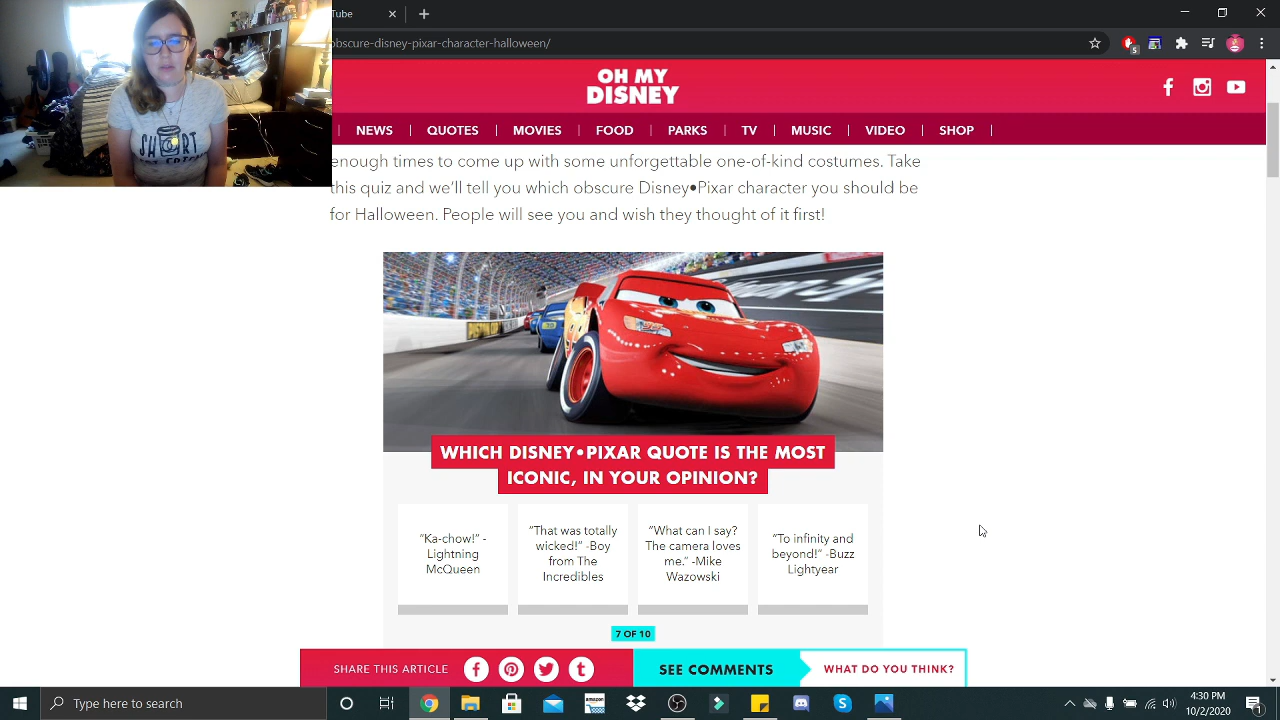 Tube
bscure-disney-pixar-character-halloween/
5
OH MY
DISNEY
NEWS
QUOTES
MOVIES
FOOD
PARKS
TV
MUSIC
VIDEO
SHOP
enough times to come up with some unforgettable one-of-kind costumes. Take
this quiz and we'll tell you which obscure Disney•Pixar character you should be
for Halloween. People will see you and wish they thought of it first!
SHORT
WHICH DISNEY•PIXAR QUOTE IS THE MOST
ICONIC, IN YOUR OPINION?
"Ka-chow!" -
Lightning
McQueen
"That was totally
wicked!" -Boy
from The
Incredibles
"What can I say?
The camera loves
me." -Mike
Wazowski
"To infinity and
beyond!" -Buzz
Lightyear
7 OF 10
SHARE THIS ARTICLE
SEE COMMENTS
WHAT DO YOU THINK?
Type here to search
amazon
4:30 PM
10/2/2020